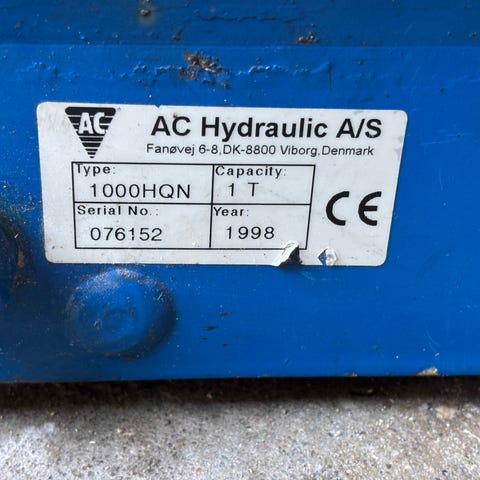 AC
AC Hydraulic A/S
Fanøvej 6-8,DK-8800 Viborg,Denmark
Type: Capacity:
1000HQN 1 T
Serial No.: Year:
076152 1998
CE